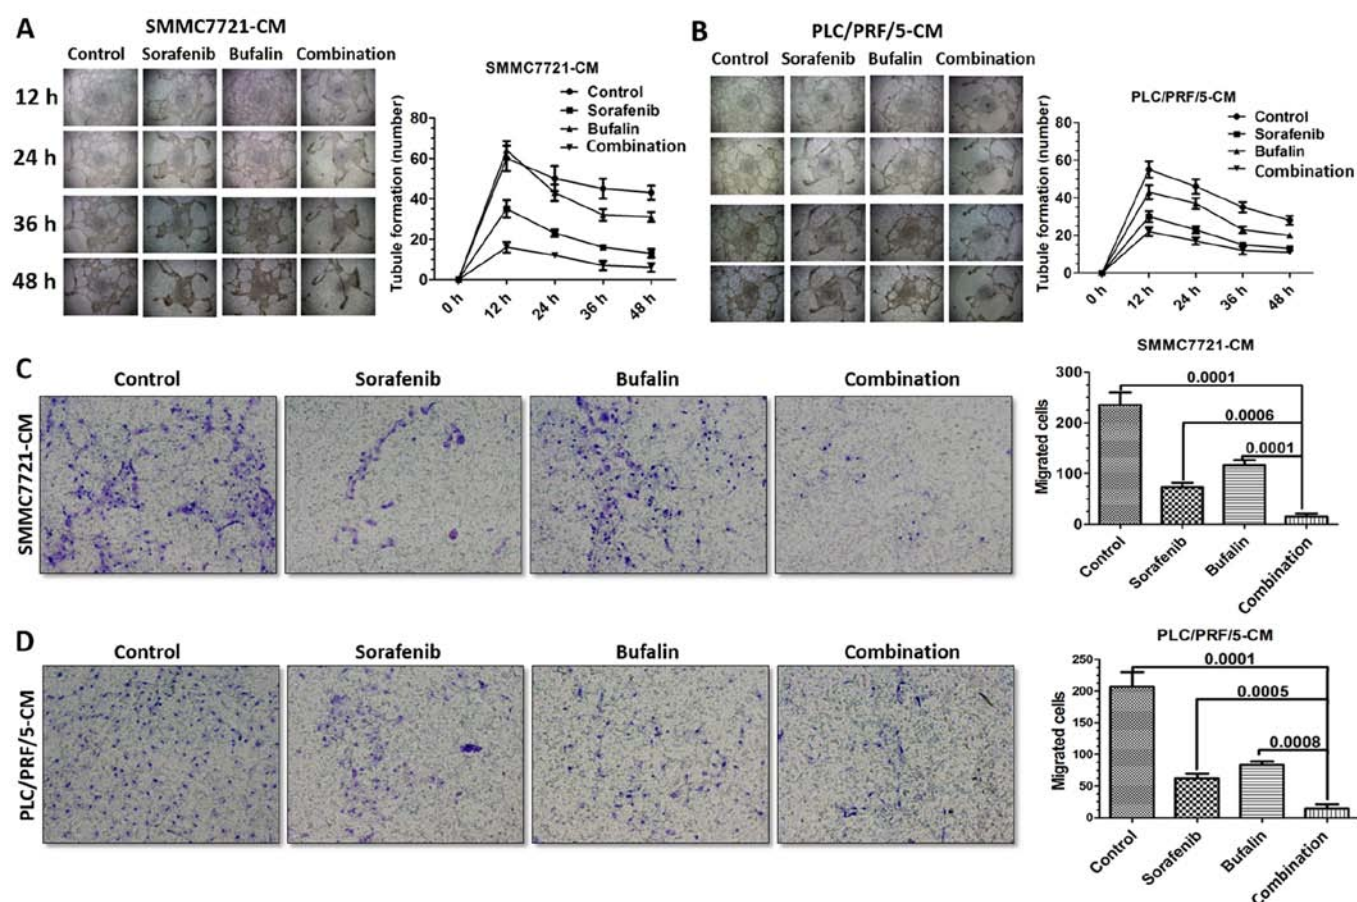 A
SMMC7721-CM
Control Sorafenib Bufalin Combination
12 h
24 h
36 h
48 h
SMMC7721-CM
Control
Sorafenib
Bufalin
Combination
Tubule formation (number)
80
60
40
20
0
0 h 12 h 24 h 36 h 48 h
B
PLC/PRF/5-CM
Control Sorafenib Bufalin Combination
PLC/PRF/5-CM
Control
Sorafenib
Bufalin
Combination
Tubule formation (number)
80
60
40
20
0
0 h 12 h 24 h 36 h 48 h
C
Control Sorafenib Bufalin Combination
SMMC7721-CM
SMMC7721-CM
Migrated cells
300
200
100
0
0.0001
0.0006
0.0001
Control Sorafenib Bufalin Combination
D
Control Sorafenib Bufalin Combination
PLC/PRF/5-CM
PLC/PRF/5-CM
Migrated cells
250
200
150
100
50
0
0.0001
0.0005
0.0008
Control Sorafenib Bufalin Combination